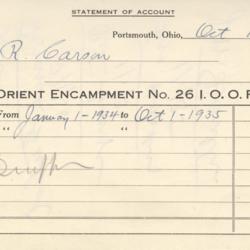 STATEMENT OF ACCOUNT
Portsmouth, Ohio, Oct 1
R. Carson
ORIENT ENCAMPMENT No. 26 I. O. O. F
From January 1 - 1934 to Oct 1 - 1935
" "